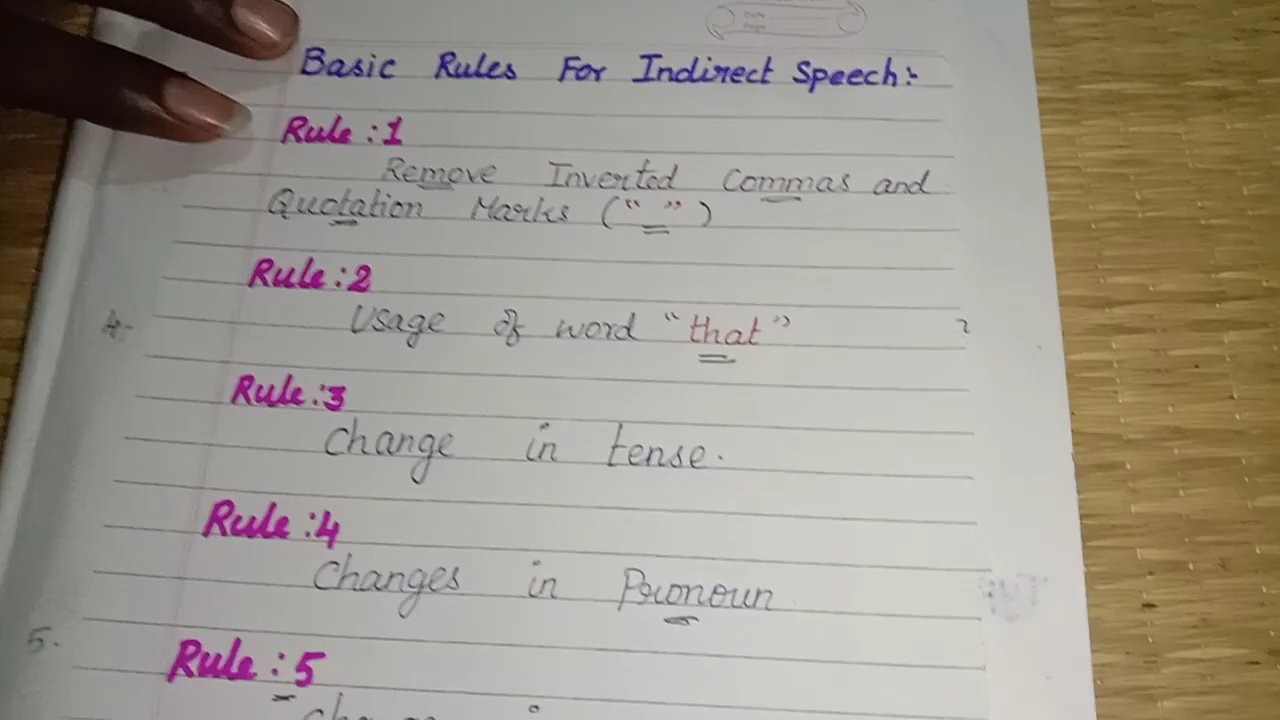 Basic Rules For Indirect Speech:-
Rule :1
Remove Inverted Commas and
Quotation Marks (" ")
Rule :2
Usage of word "that"
Rule :3
Change in tense.
Rule :4
Changes in Pronoun
5.
Rule : 5